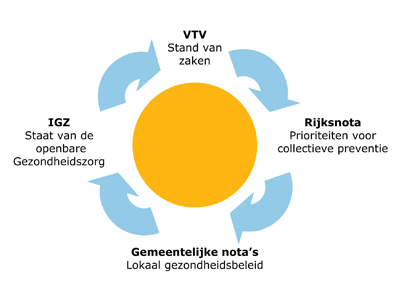 VTV
Stand van
zaken
IGZ
Staat van de
openbare
Gezondheidszorg
Rijksnota
Prioriteiten voor
collectieve preventie
Gemeentelijke nota's
Lokaal gezondheidsbeleid